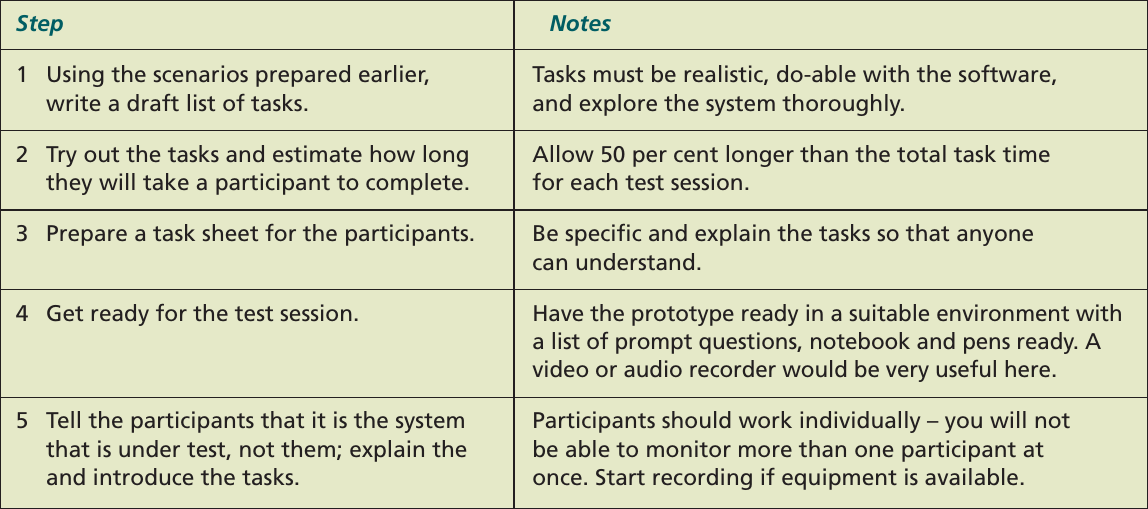 Step
Notes
1 Using the scenarios prepared earlier,
write a draft list of tasks.
Tasks must be realistic, do-able with the software,
and explore the system thoroughly.
2 Try out the tasks and estimate how long
they will take a participant to complete.
Allow 50 per cent longer than the total task time
for each test session.
3 Prepare a task sheet for the participants.
Be specific and explain the tasks so that anyone
can understand.
4 Get ready for the test session.
Have the prototype ready in a suitable environment with
a list of prompt questions, notebook and pens ready. A
video or audio recorder would be very useful here.
5 Tell the participants that it is the system
that is under test, not them; explain the
and introduce the tasks.
Participants should work individually – you will not
be able to monitor more than one participant at
once. Start recording if equipment is available.